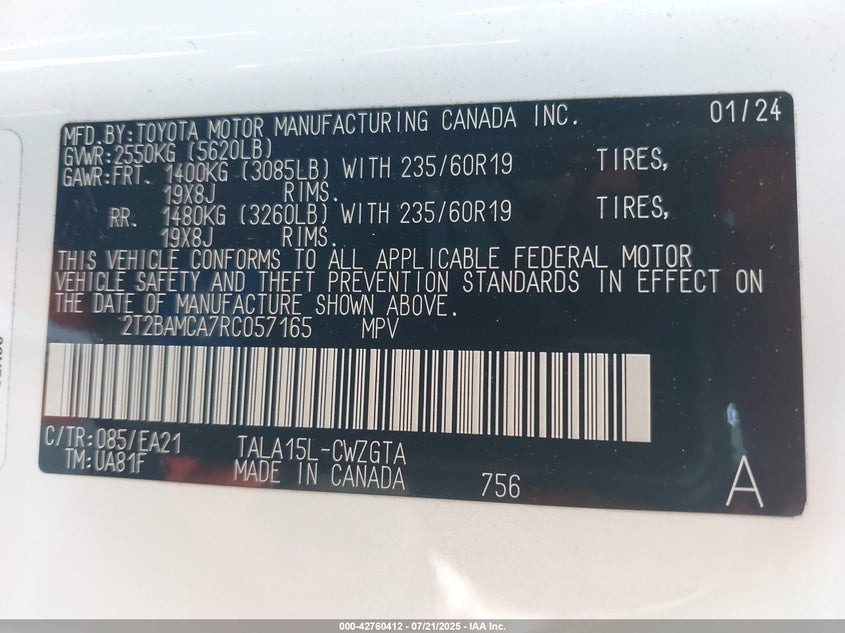 MFD.BY:TOYOTA MOTOR MANUFACTURING CANADA INC. 01/24
GVWR:2550KG (5620LB)
GAWR:FRT. 1400KG (3085LB) WITH 235/60R19 TIRES,
19X8J RIMS.
RR. 1480KG (3260LB) WITH 235/60R19 TIRES,
19X8J RIMS.
THIS VEHICLE CONFORMS TO ALL APPLICABLE FEDERAL MOTOR
VEHICLE SAFETY AND THEFT PREVENTION STANDARDS IN EFFECT ON
THE DATE OF MANUFACTURE SHOWN ABOVE.
2T2BAMCA7RC057165 MPV
C/TR:085/EA21 TALA15L-CWZGTA
TM:UA81F MADE IN CANADA 756 A
000-42760412 - 07/21/2025 - IAA Inc.